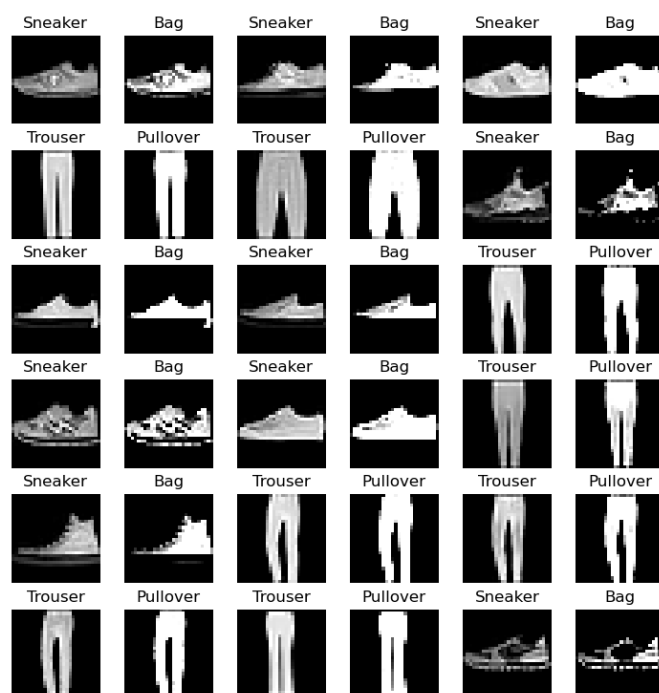 Sneaker Bag Sneaker Bag Sneaker Bag
Trouser Pullover Trouser Pullover Sneaker Bag
Sneaker Bag Sneaker Bag Trouser Pullover
Sneaker Bag Sneaker Bag Trouser Pullover
Sneaker Bag Trouser Pullover Trouser Pullover
Trouser Pullover Trouser Pullover Sneaker Bag